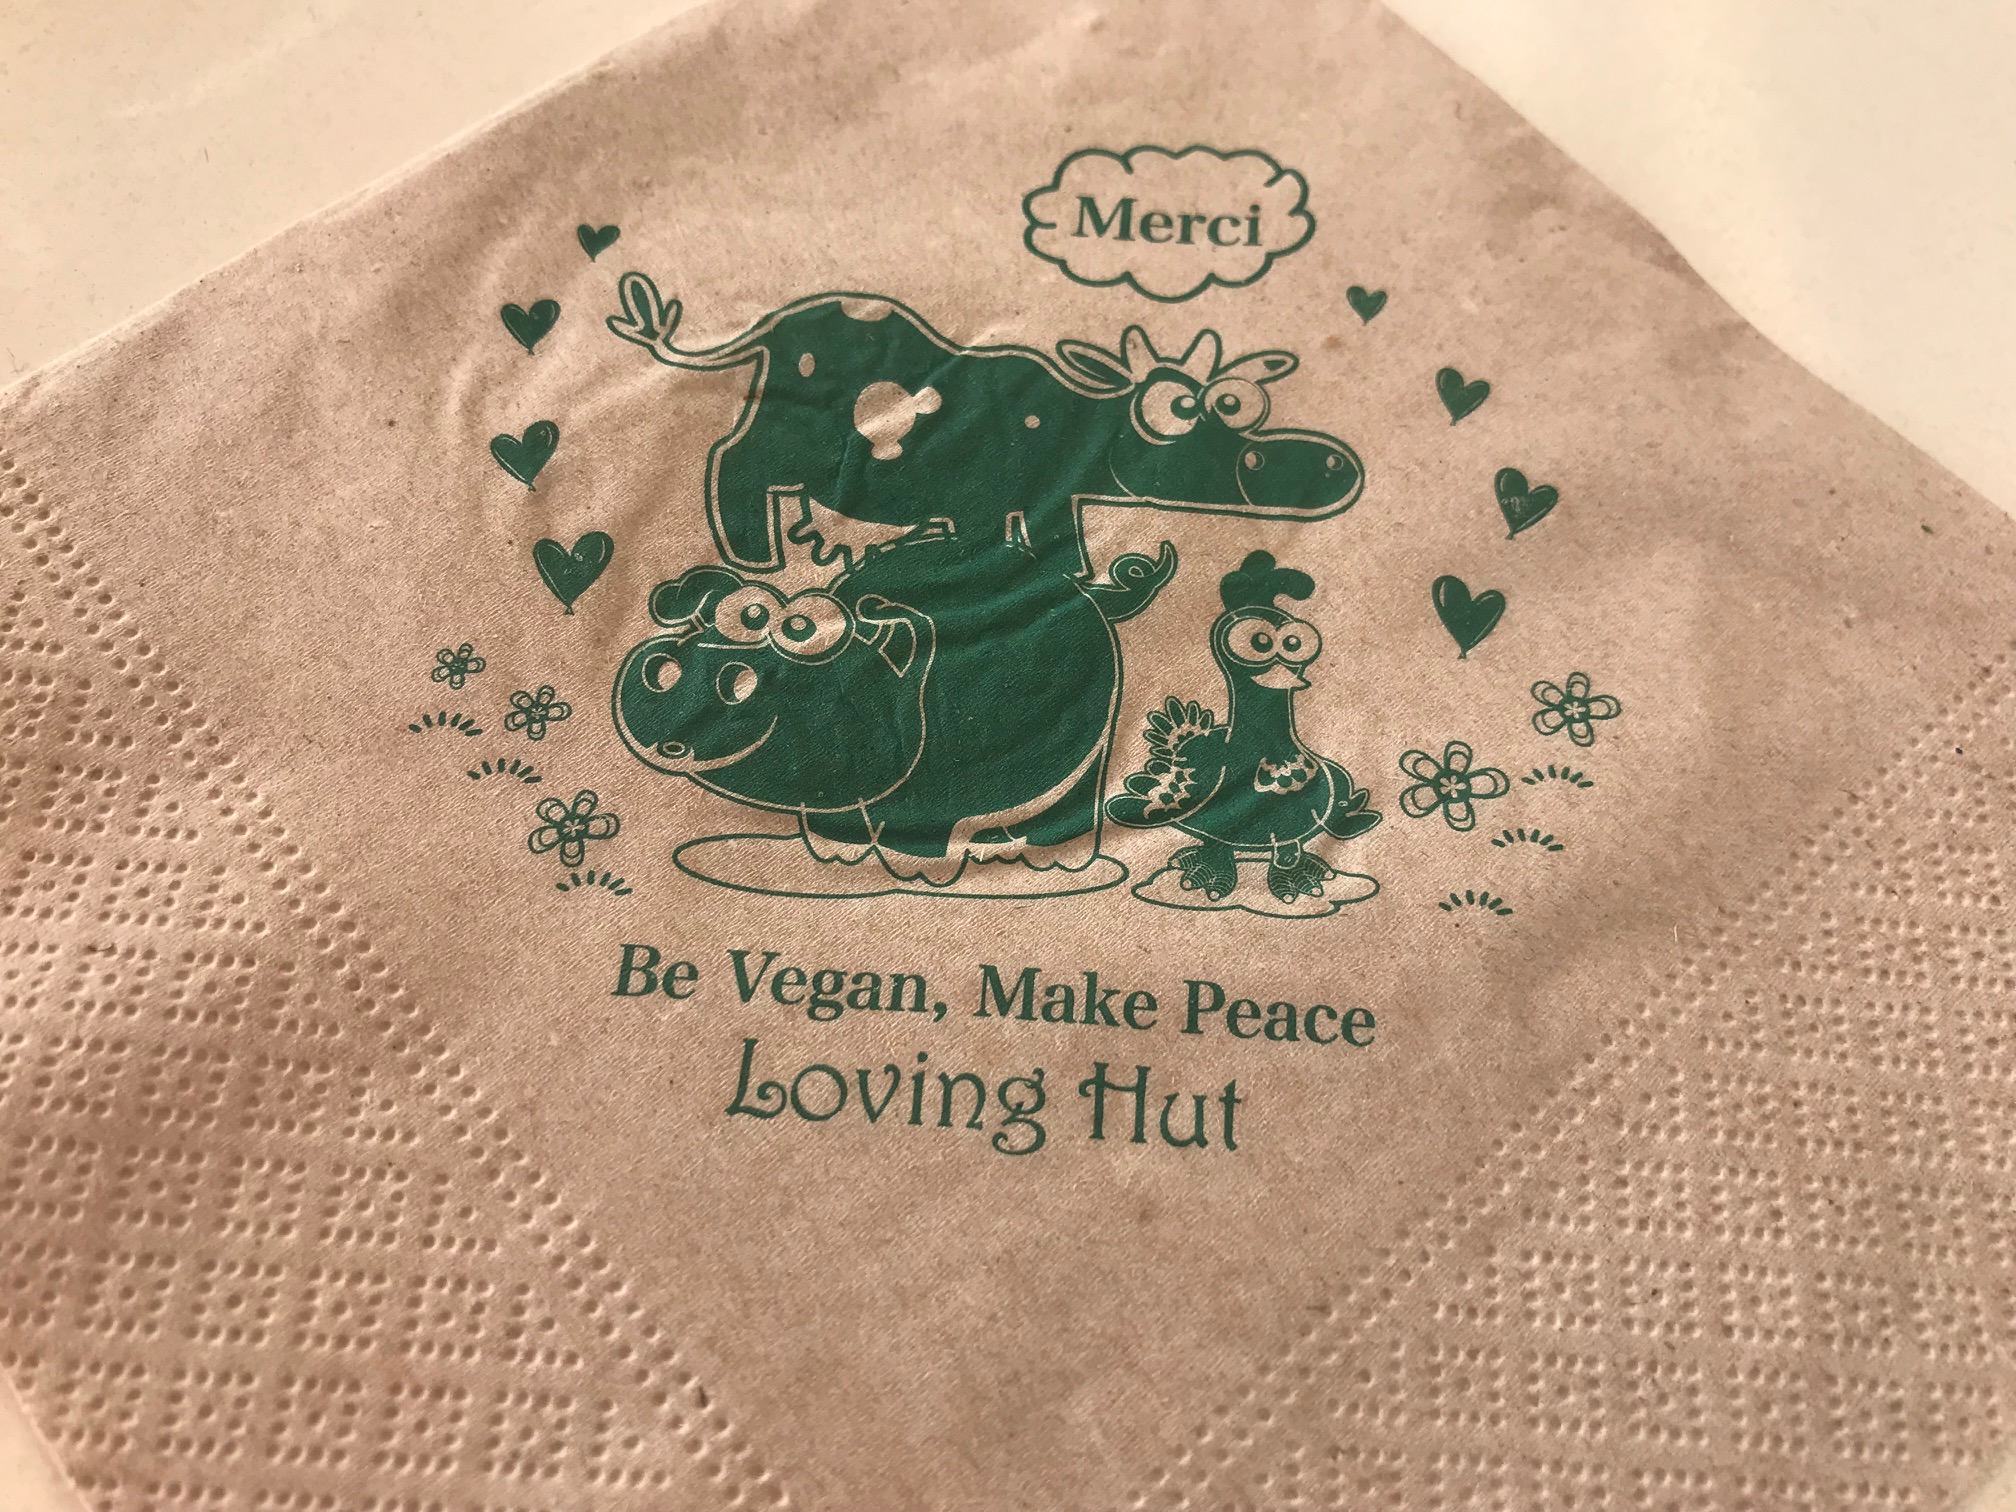 Merci
Be Vegan, Make Peace
Loving Hut